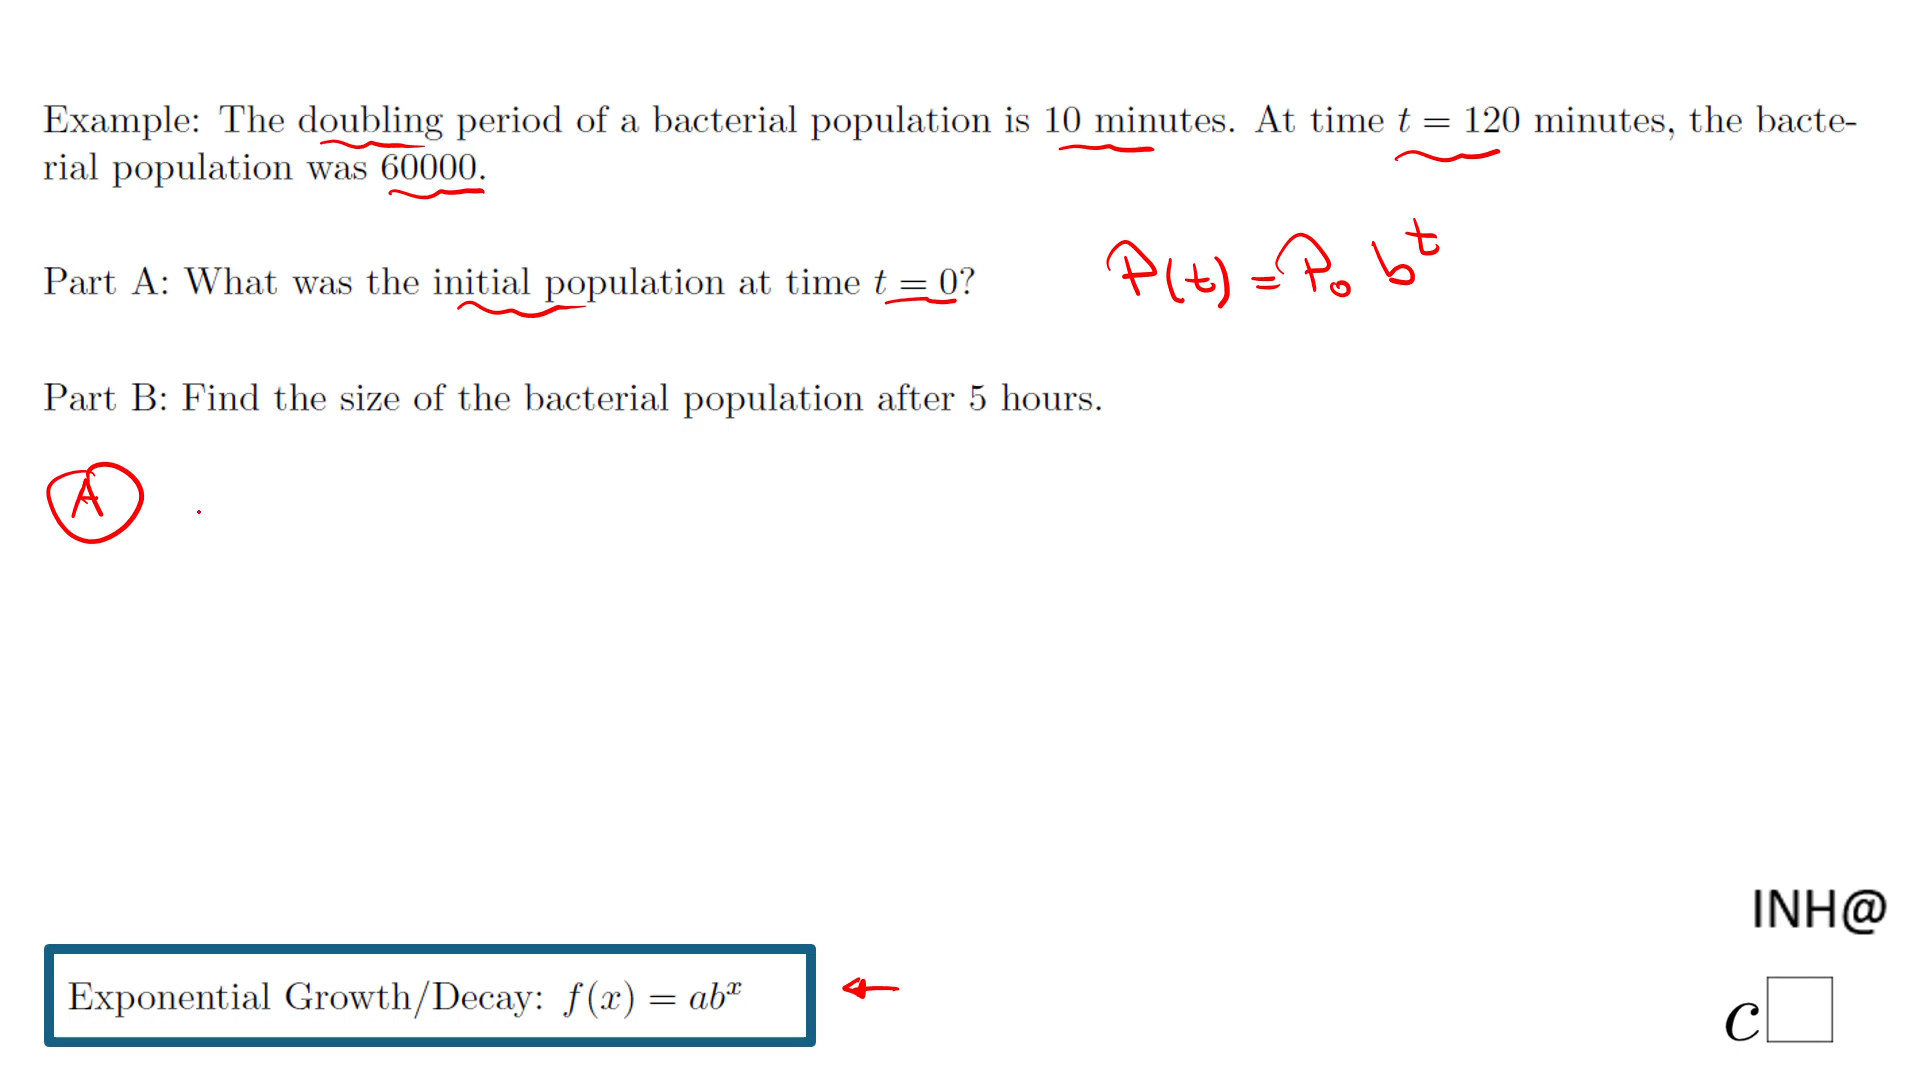 Example: The doubling period of a bacterial population is 10 minutes. At time t = 120 minutes, the bacte-
rial population was 60000.
Part A: What was the initial population at time t = 0?
P(t) = P₀ bᵗ
Part B: Find the size of the bacterial population after 5 hours.
A
INH@
Exponential Growth/Decay: f(x) = abˣ
c□